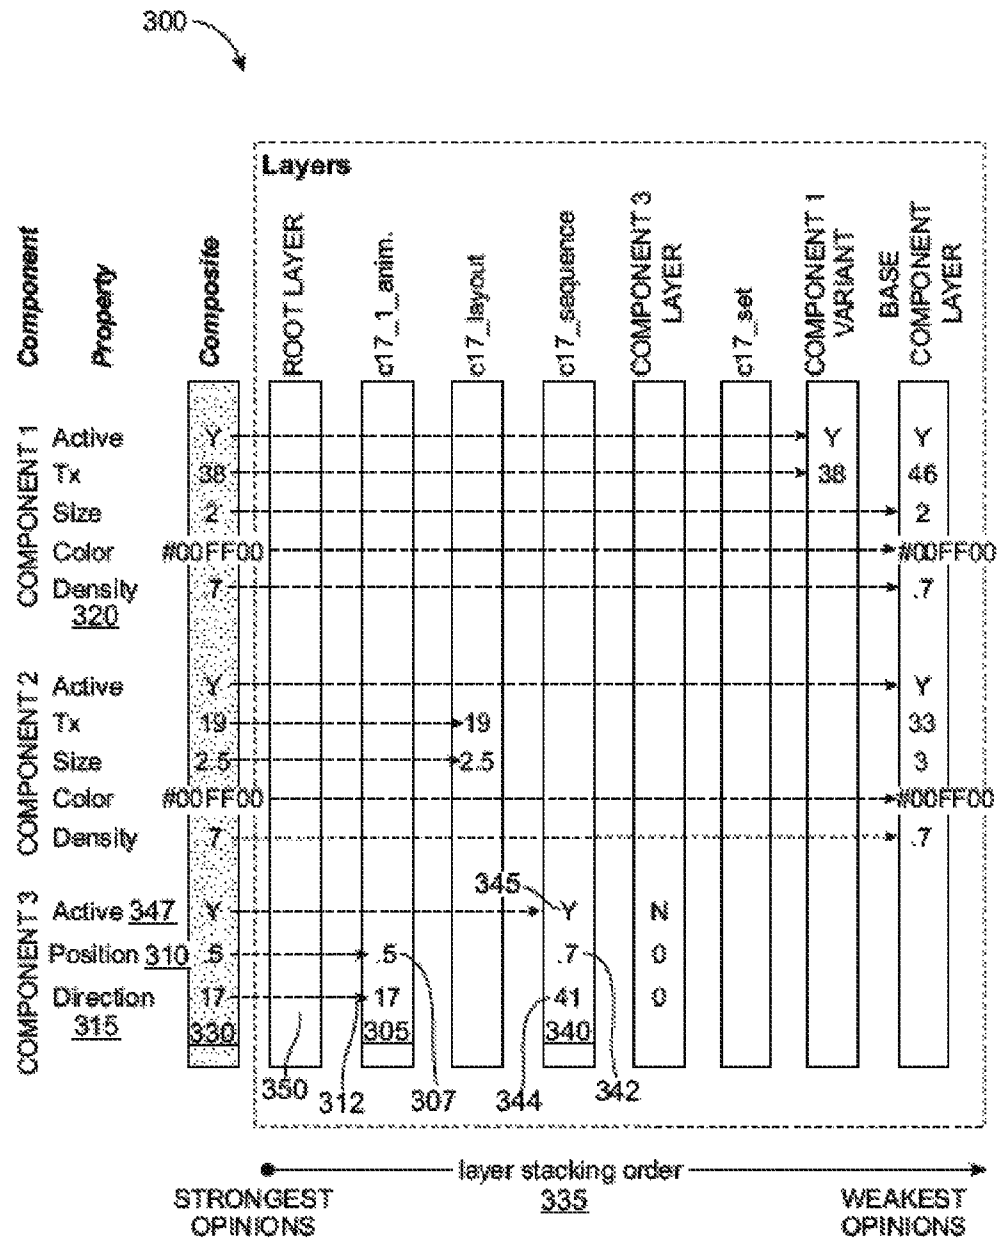 300
Layers
Component
Property
Composite
ROOT LAYER
c17_1_anim.
c17_layout
c17_sequence
COMPONENT 3
LAYER
c17_set
COMPONENT 1
VARIANT
BASE
COMPONENT
LAYER
COMPONENT 1
Active Y Y Y
Tx 38 38 46
Size 2 2
Color #00FF00 #00FF00
Density .7 .7
320
COMPONENT 2
Active Y Y
Tx 19 19 33
Size 2.5 2.5 3
Color #00FF00 #00FF00
Density .7 .7
COMPONENT 3
345
Active 347 Y Y N
Position 310 .5 .5 .7 0
Direction 17 17 41 0
315 330 305 340
350 312 307 344 342
layer stacking order
335
STRONGEST
OPINIONS
WEAKEST
OPINIONS